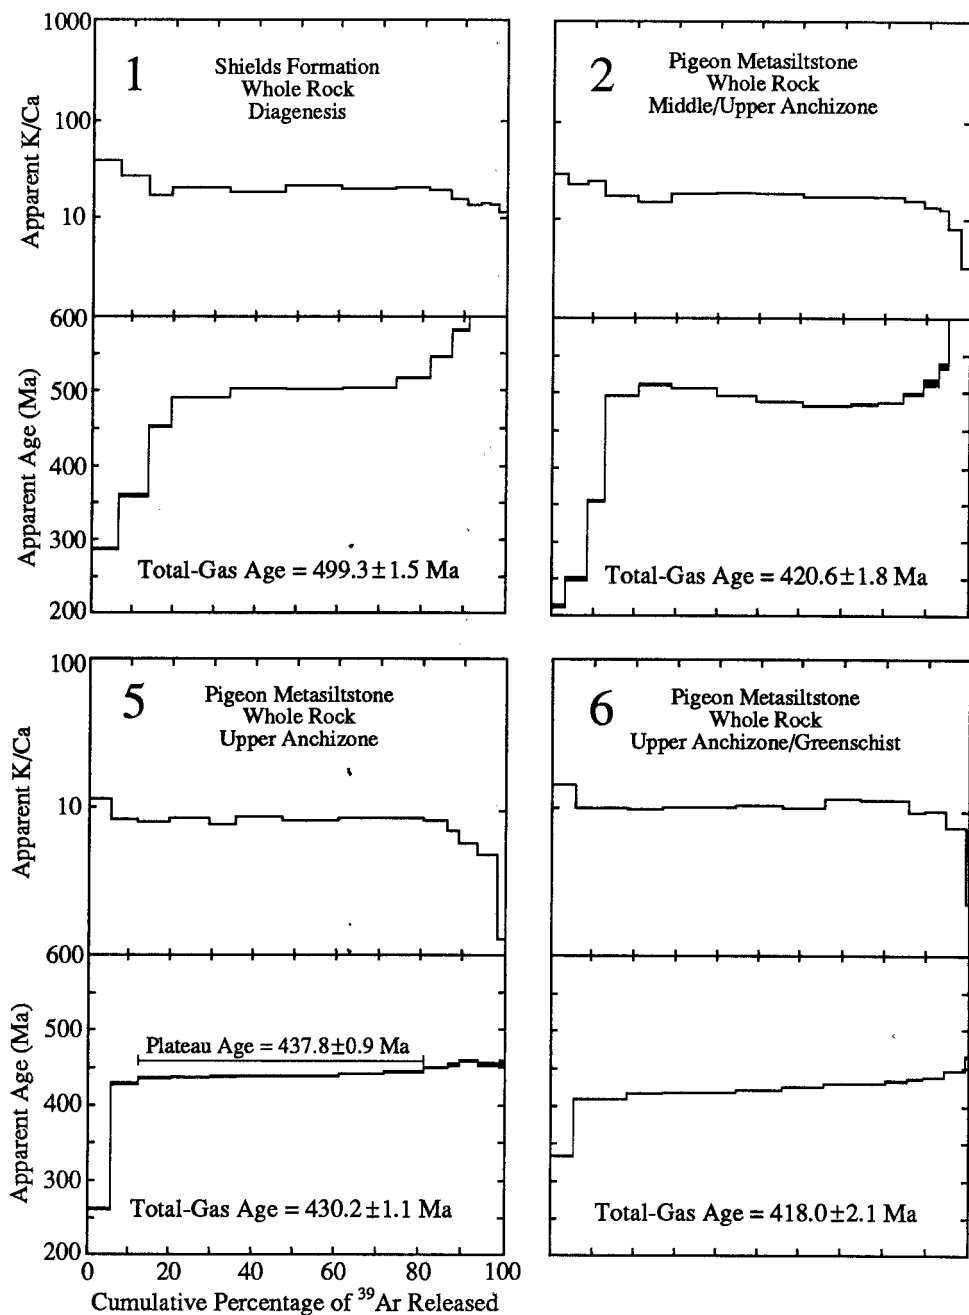 1000
100
10
Apparent K/Ca
1
Shields Formation
Whole Rock
Diagenesis
2
Pigeon Metasiltstone
Whole Rock
Middle/Upper Anchizone
600
500
400
300
200
Apparent Age (Ma)
Total-Gas Age = 499.3±1.5 Ma
Total-Gas Age = 420.6±1.8 Ma
100
10
Apparent K/Ca
5
Pigeon Metasiltstone
Whole Rock
Upper Anchizone
6
Pigeon Metasiltstone
Whole Rock
Upper Anchizone/Greenschist
600
500
400
300
200
Apparent Age (Ma)
Plateau Age = 437.8±0.9 Ma
Total-Gas Age = 430.2±1.1 Ma
Total-Gas Age = 418.0±2.1 Ma
0 20 40 60 80 100
Cumulative Percentage of ³⁹Ar Released